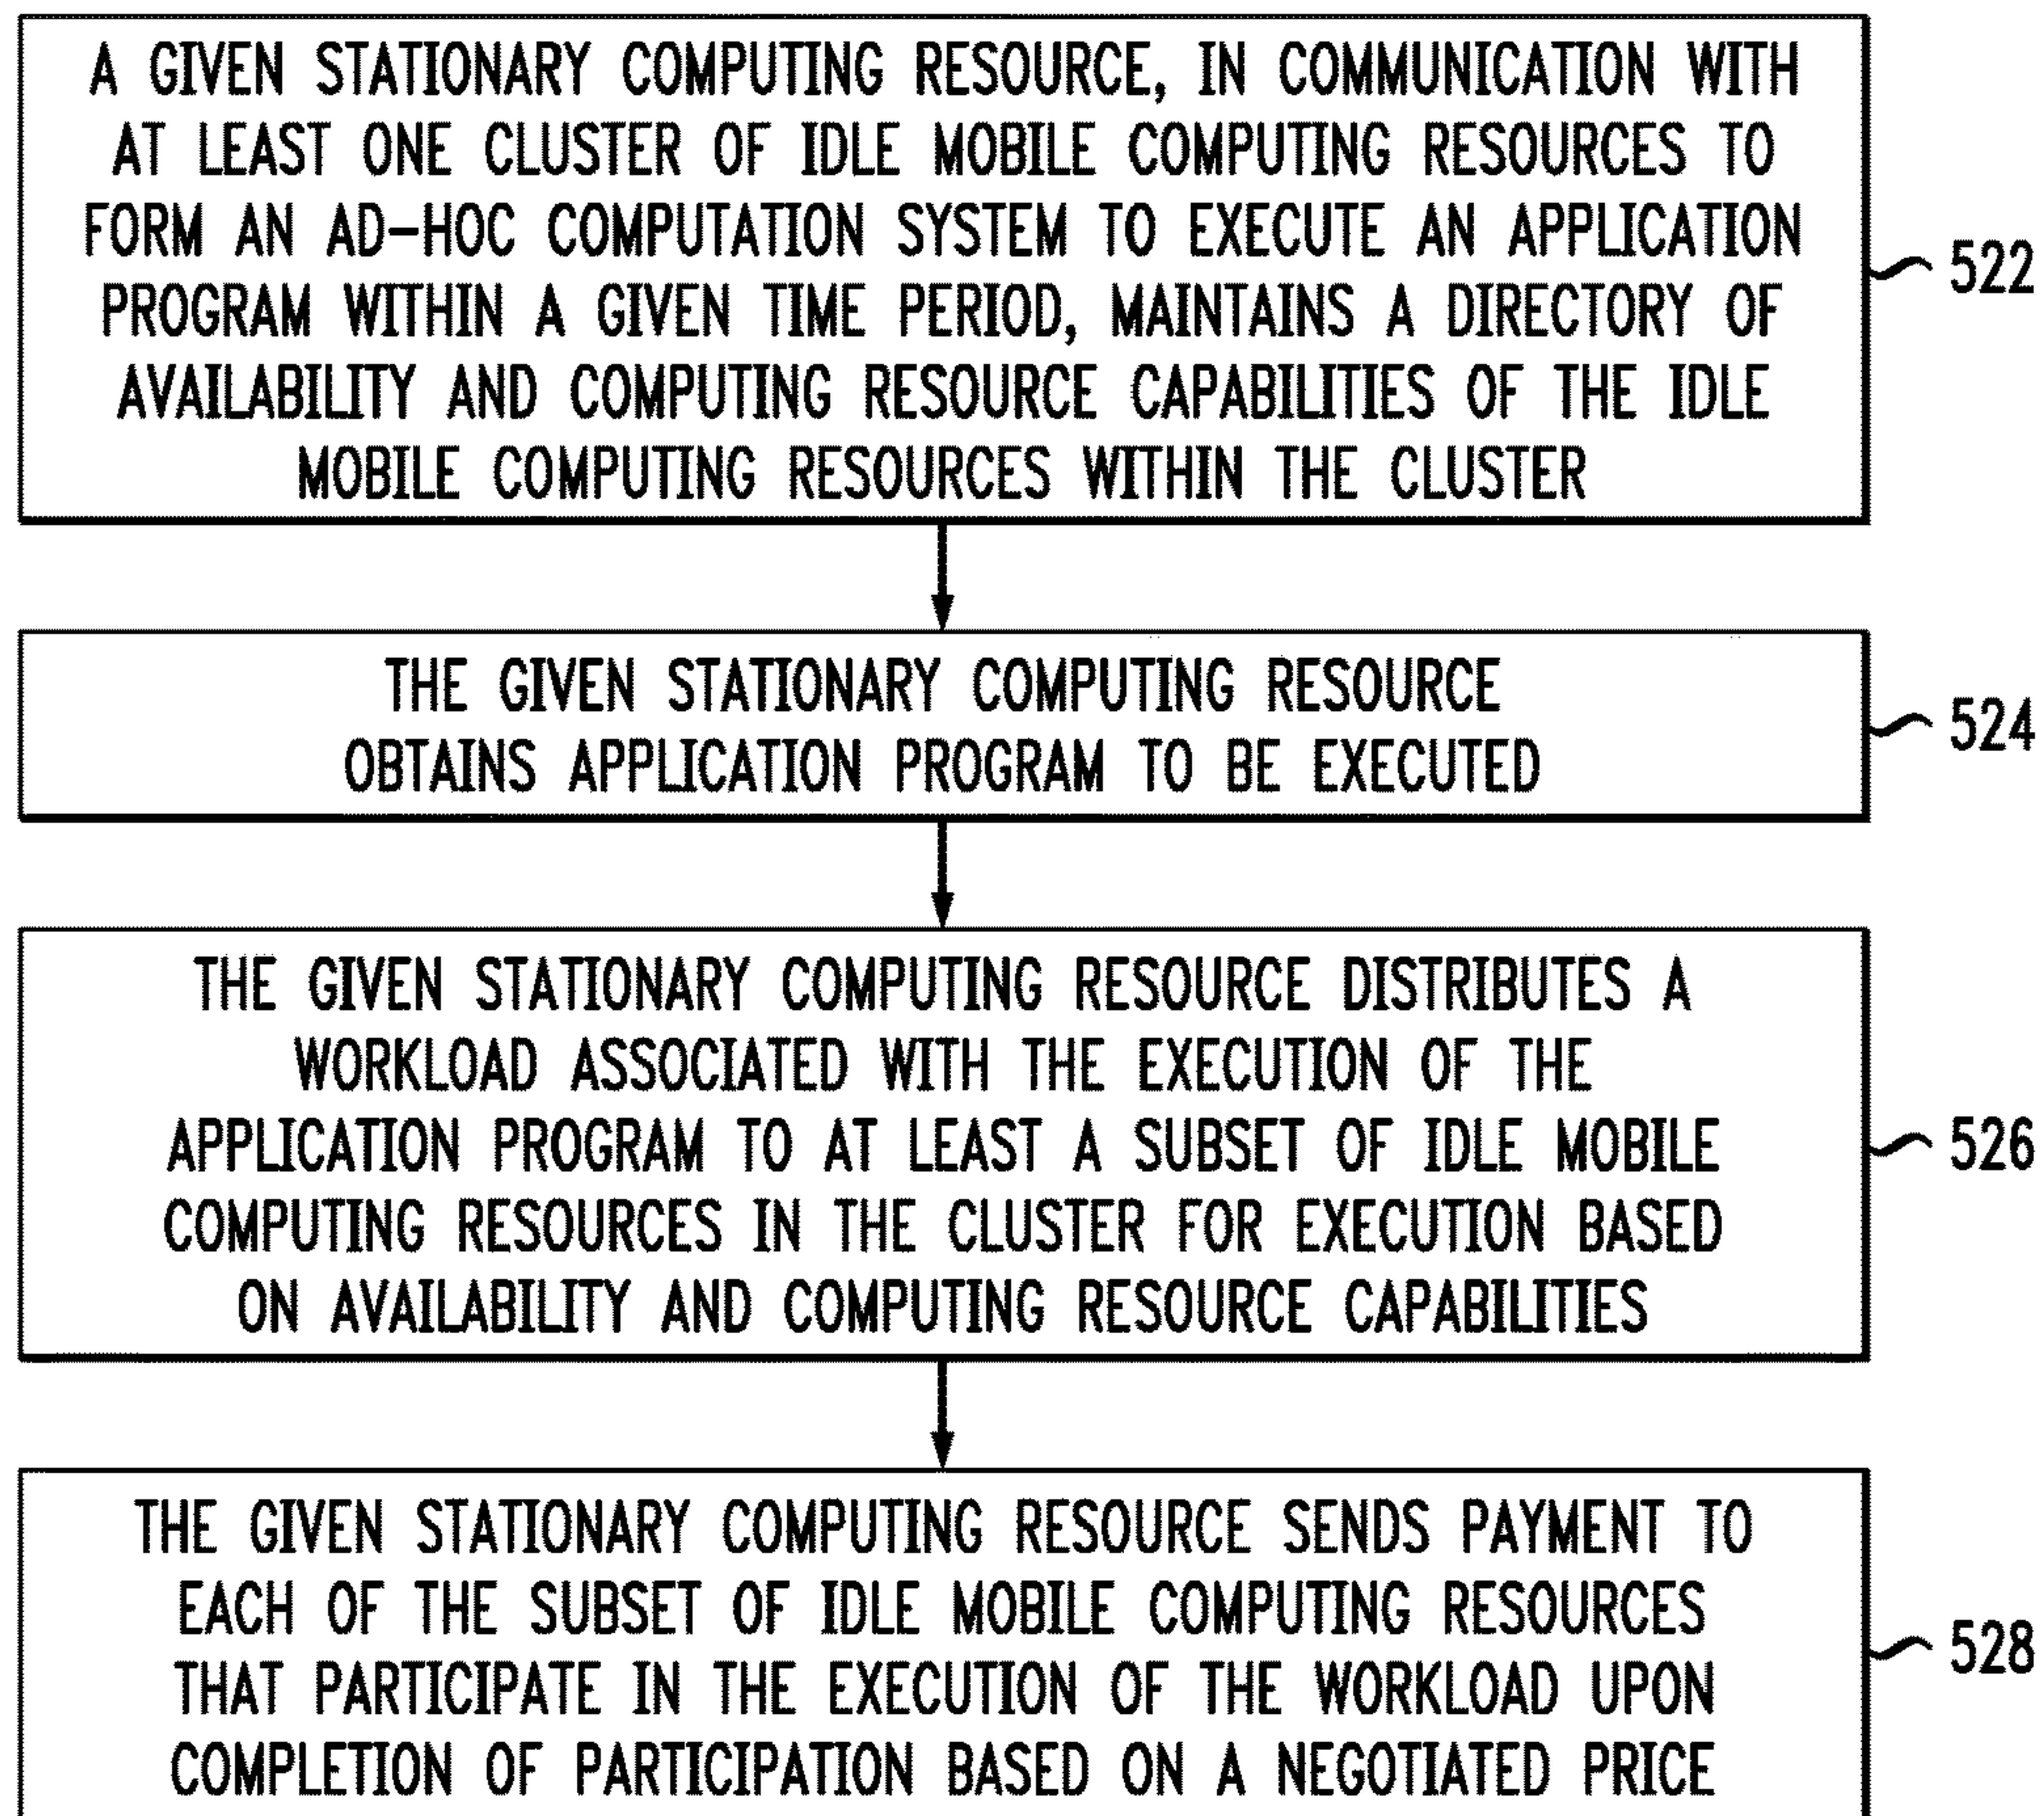 A GIVEN STATIONARY COMPUTING RESOURCE, IN COMMUNICATION WITH
AT LEAST ONE CLUSTER OF IDLE MOBILE COMPUTING RESOURCES TO
FORM AN AD-HOC COMPUTATION SYSTEM TO EXECUTE AN APPLICATION
PROGRAM WITHIN A GIVEN TIME PERIOD, MAINTAINS A DIRECTORY OF
AVAILABILITY AND COMPUTING RESOURCE CAPABILITIES OF THE IDLE
MOBILE COMPUTING RESOURCES WITHIN THE CLUSTER
522
THE GIVEN STATIONARY COMPUTING RESOURCE
OBTAINS APPLICATION PROGRAM TO BE EXECUTED
524
THE GIVEN STATIONARY COMPUTING RESOURCE DISTRIBUTES A
WORKLOAD ASSOCIATED WITH THE EXECUTION OF THE
APPLICATION PROGRAM TO AT LEAST A SUBSET OF IDLE MOBILE
COMPUTING RESOURCES IN THE CLUSTER FOR EXECUTION BASED
ON AVAILABILITY AND COMPUTING RESOURCE CAPABILITIES
526
THE GIVEN STATIONARY COMPUTING RESOURCE SENDS PAYMENT TO
EACH OF THE SUBSET OF IDLE MOBILE COMPUTING RESOURCES
THAT PARTICIPATE IN THE EXECUTION OF THE WORKLOAD UPON
COMPLETION OF PARTICIPATION BASED ON A NEGOTIATED PRICE
528